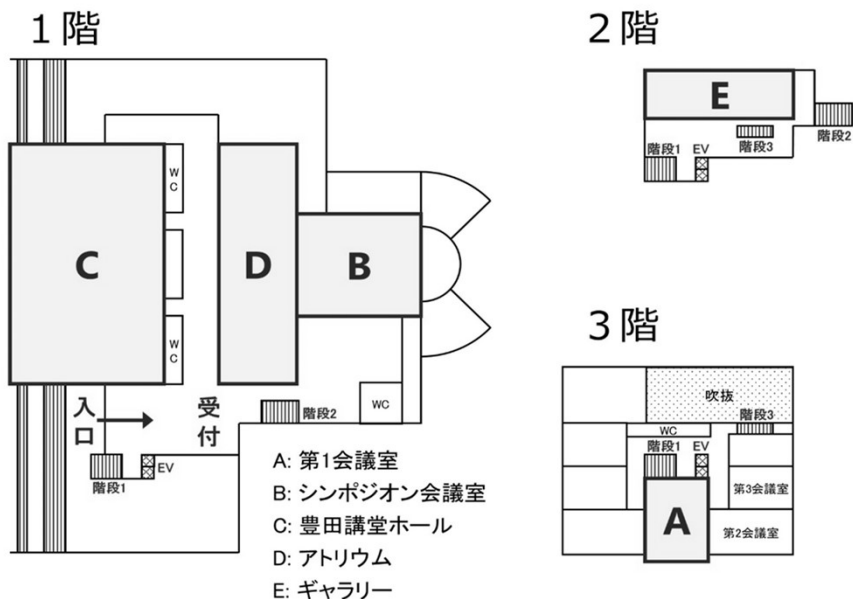 1階
WC
C
D
B
WC
入口
受付
階段2
WC
階段1
EV
A: 第1会議室
B: シンポジオン会議室
C: 豊田講堂ホール
D: アトリウム
E: ギャラリー
2階
E
階段1
EV
階段3
階段2
3階
吹抜
WC
階段3
階段1
EV
第3会議室
A
第2会議室